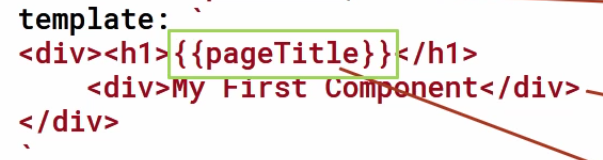 template: `
<div><h1>{{pageTitle}}</h1>
<div>My First Component</div>
</div>
`